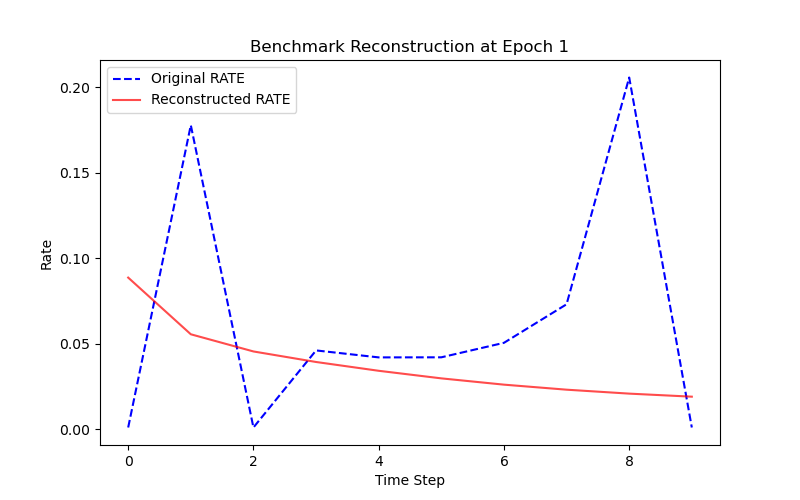 Benchmark Reconstruction at Epoch 1
Original RATE
Reconstructed RATE
0.20
0.15
0.10
0.05
0.00
Rate
0 2 4 6 8
Time Step